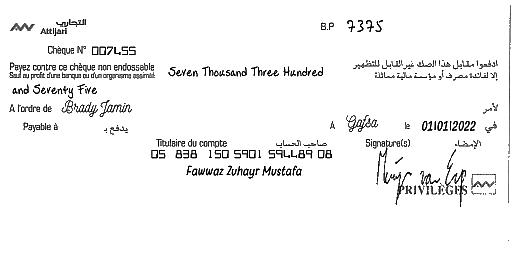 التجاري
Attijari
B.P 7375
Chèque N° 007455
Payez contre ce chèque non endossable
Sauf au profit d'une banque ou d'un organisme assimilé
Seven Thousand Three Hundred
ادفعوا مقابل هذا الصك غير القابل للتظهير
إلا لفائدة مصرف أو مؤسسة مالية مماثلة
and Seventy Five
A l'ordre de Brady Jamin
لأمر
Payable à يدفع بـ
A Gafsa le 01/01/2022 في
Titulaire du compte صاحب الحساب
Signature(s) الإمضاء
05 838 150 5901 594489 08
Fawwaz Zuhayr Mustafa
PRIVILEGES